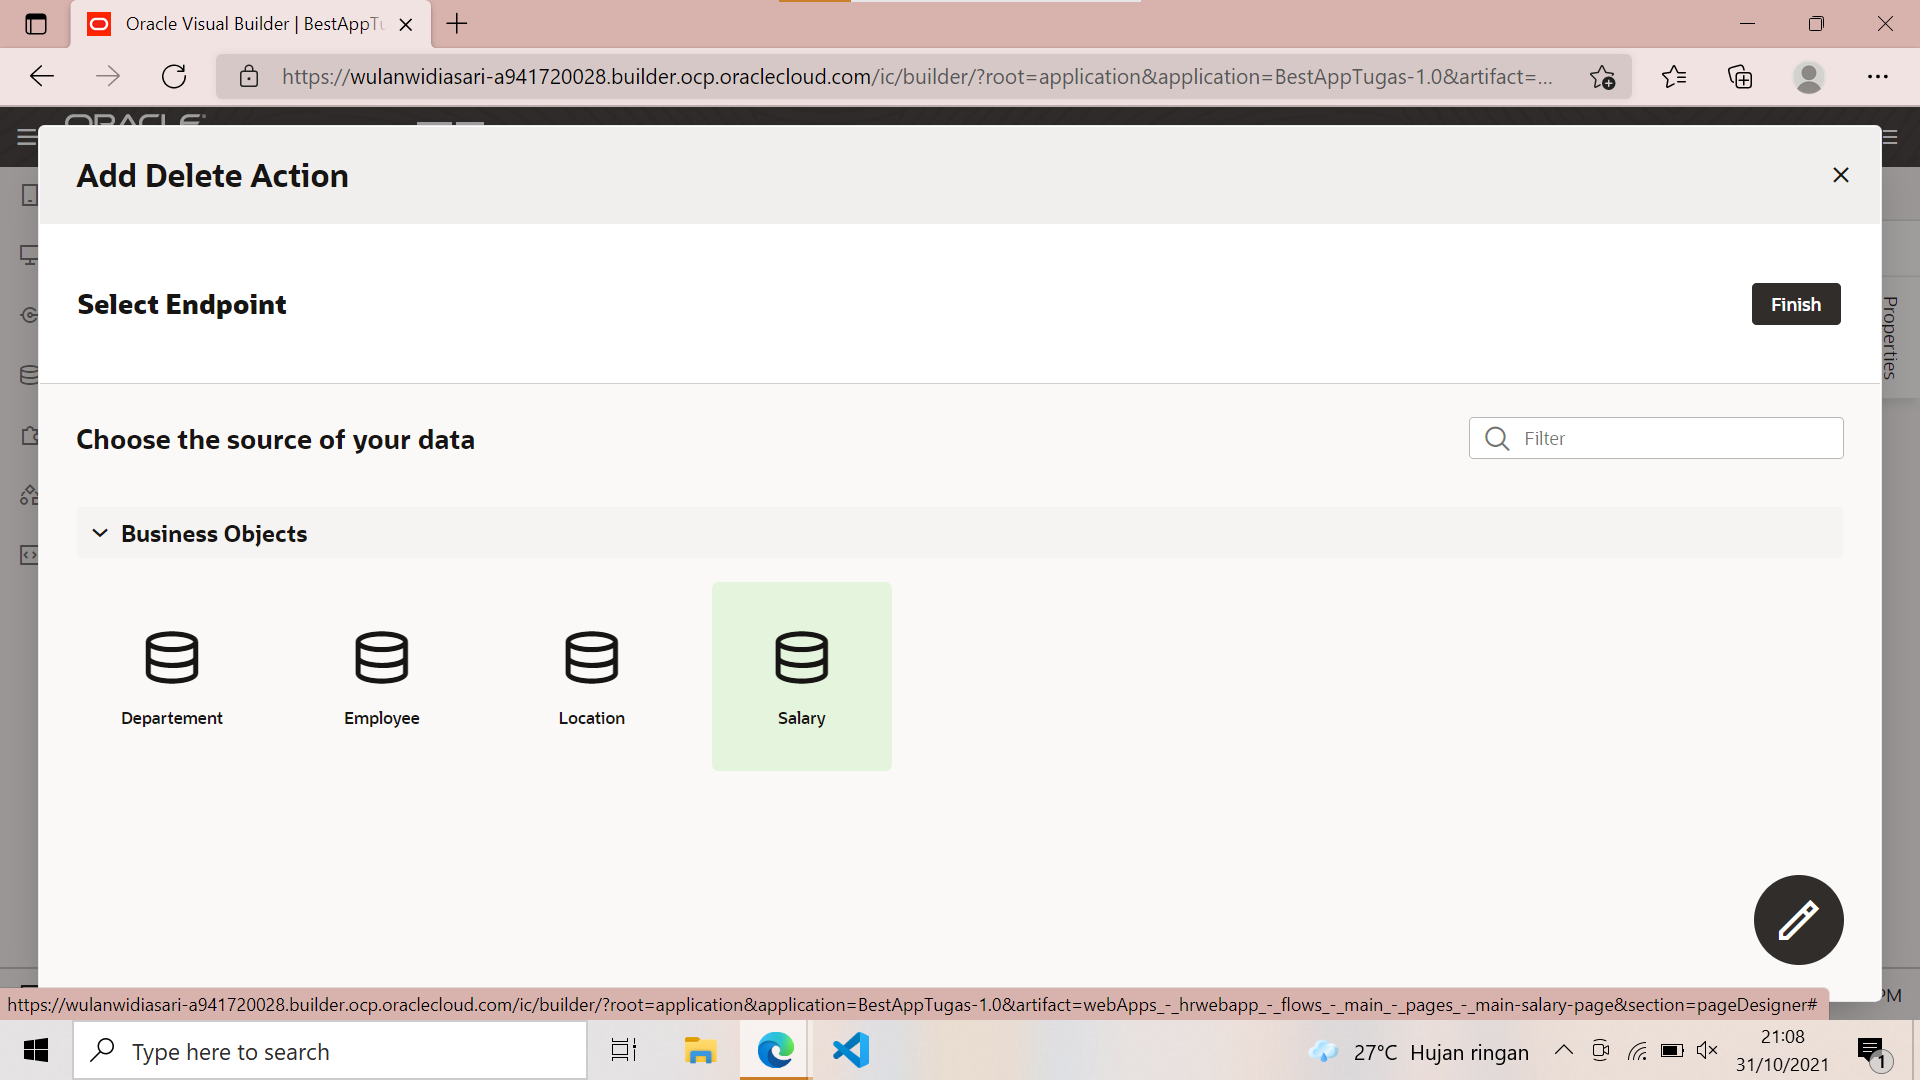 Oracle Visual Builder | BestAppTu
https://wulanwidiasari-a941720028.builder.ocp.oraclecloud.com/ic/builder/?root=application&application=BestAppTugas-1.0&artifact=...
ORACLE
Add Delete Action
Select Endpoint
Finish
Properties
Choose the source of your data
Filter
Business Objects
Departement
Employee
Location
Salary
PM
https://wulanwidiasari-a941720028.builder.ocp.oraclecloud.com/ic/builder/?root=application&application=BestAppTugas-1.0&artifact=webApps_-_hrwebapp_-_flows_-_main_-_pages_-_main-salary-page&section=pageDesigner#
Type here to search
27°C Hujan ringan
21:08
31/10/2021
1